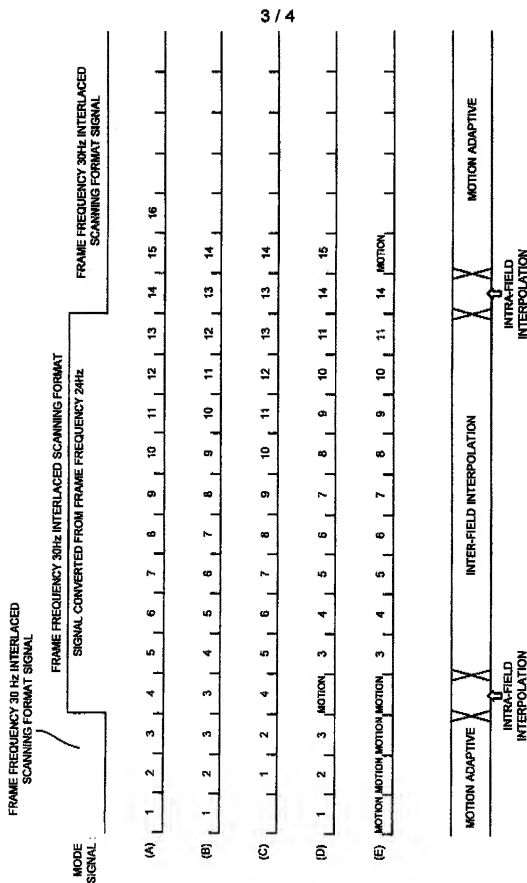 3 / 4
FRAME FREQUENCY 30 HZ INTERLACED
SCANNING FORMAT SIGNAL
FRAME FREQUENCY 30Hz INTERLACED SCANNING FORMAT
SIGNAL CONVERTED FROM FRAME FREQUENCY 24Hz
FRAME FREQUENCY 30Hz INTERLACED
SCANNING FORMAT SIGNAL
MODE
SIGNAL :
(A) 1 2 3 4 5 6 7 8 9 10 11 12 13 14 15 16
(B) 1 2 3 3 4 5 6 7 8 9 10 11 12 13 14
(C) 1 2 4 5 6 7 8 9 10 11 12 13 13 14
(D) 1 2 3 MOTION 3 4 5 6 7 8 9 10 11 14 15
(E) MOTION MOTION MOTION MOTION 3 4 5 6 7 8 9 10 11 14 MOTION
MOTION ADAPTIVE
INTER-FIELD INTERPOLATION
MOTION ADAPTIVE
INTRA-FIELD
INTERPOLATION
INTRA-FIELD
INTERPOLATION